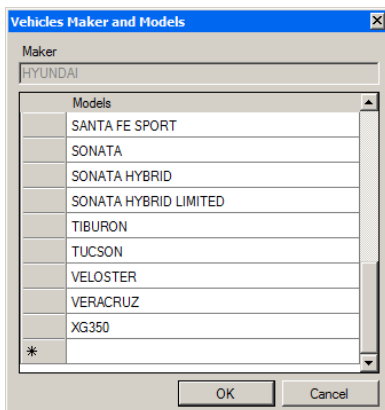 Vehicles Maker and Models
Maker
HYUNDAI
Models
SANTA FE SPORT
SONATA
SONATA HYBRID
SONATA HYBRID LIMITED
TIBURON
TUCSON
VELOSTER
VERACRUZ
XG350
*
OK Cancel